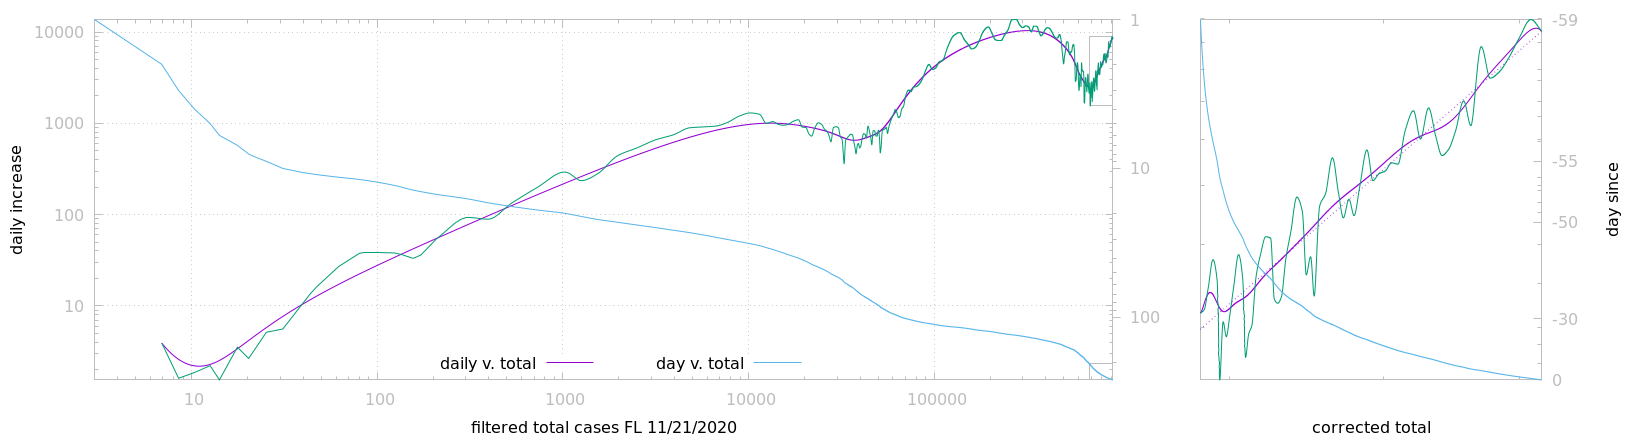 10000
1000
100
10
daily increase
10
100
1000
10000
100000
filtered total cases FL 11/21/2020
daily v. total
day v. total
1
10
100
-59
-55
-50
-30
0
day since
corrected total